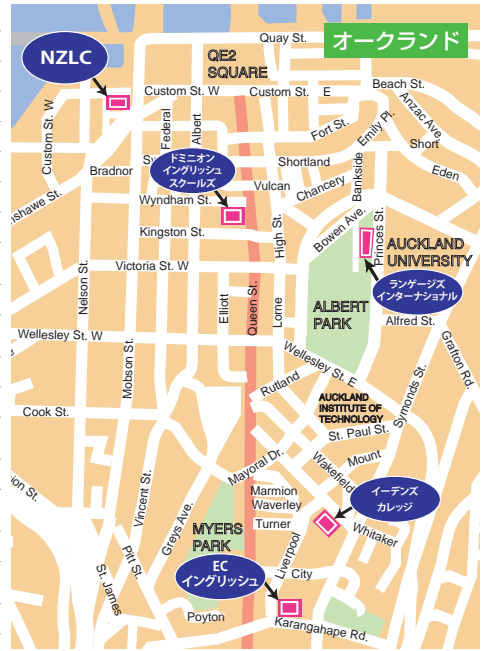 Quay St.
オークランド
NZLC
QE2
SQUARE
Custom St. W
Custom St.
E
Beach St.
Anzac Ave.
Custom St. W
Federal
Albert
Fort St.
Emily Pl.
Short
Bradnor
Sw
ドミニオン
イングリッシュ
スクールズ
Shortland
Bankside
Eden
Vulcan
Chancery
nshawe St.
Wyndham St.
Kingston St.
High St.
Bowen Ave.
Princes St.
AUCKLAND
UNIVERSITY
Victoria St. W
ランゲージズ
インターナショナル
Nelson St.
Elliott
Queen St.
Lorne
ALBERT
PARK
Alfred St.
Wellesley St. W
Mobson St.
Wellesley St. E
Grafton Rd.
Symonds St.
Rutland
AUCKLAND
INSTITUTE OF
TECHNOLOGY
Cook St.
St. Paul St.
Mayoral Dr.
Wakefield
Mount
ion St.
Vincent St.
Greys Ave.
Marmion
Waverley
Turner
イーデンズ
カレッジ
Whitaker
MYERS
PARK
Liverpool
Pitt St.
St. James
EC
イングリッシュ
City
Poyton
Karangahape Rd.